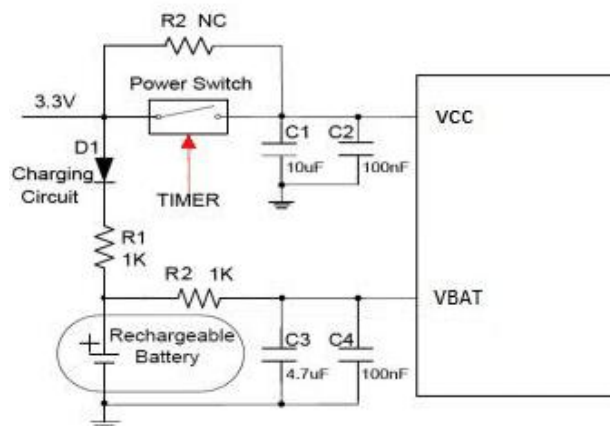 R2 NC
Power Switch
3.3V
VCC
D1
C1
C2
Charging
Circuit
10uF
100nF
TIMER
R1
1K
R2 1K
VBAT
+
Rechargeable
Battery
C3
C4
4.7uF
100nF